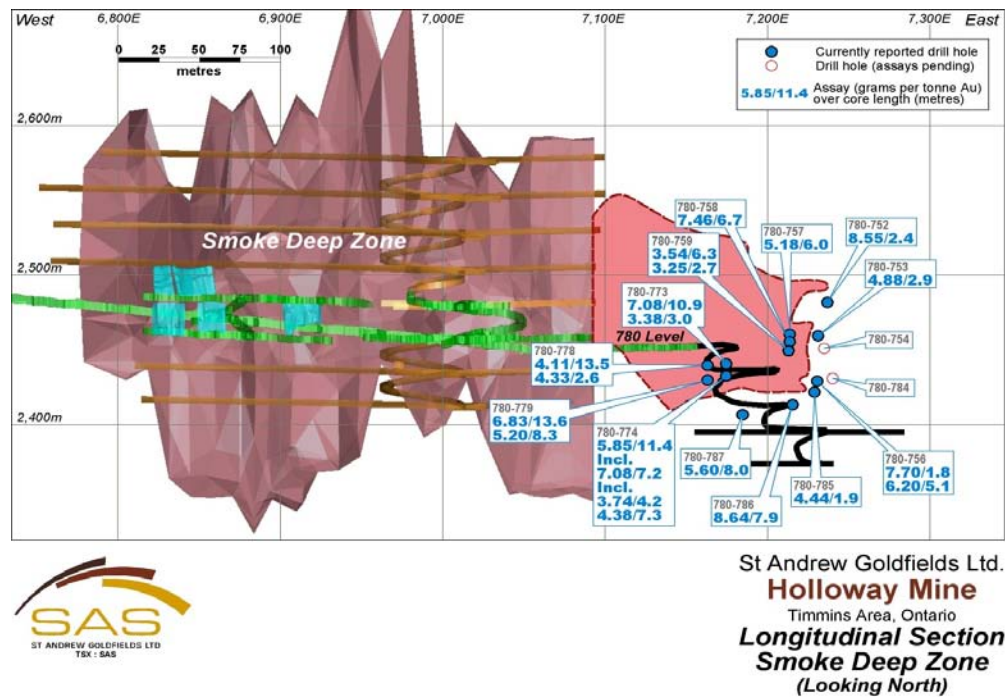 West
6,800E
6,900E
7,000E
7,100E
7,200E
7,300E
East
0 25 50 75 100
metres
Currently reported drill hole
Drill hole (assays pending)
5.85/11.4 Assay (grams per tonne Au)
over core length (metres)
2,600m
2,500m
2,400m
Smoke Deep Zone
780 Level
780-758
7.46/6.7
780-757
5.18/6.0
780-752
8.55/2.4
780-759
3.54/6.3
3.25/2.7
780-753
4.88/2.9
780-773
7.08/10.9
3.38/3.0
780-754
780-778
4.11/13.5
4.33/2.6
780-784
780-779
6.83/13.6
5.20/8.3
780-774
5.85/11.4
Incl.
7.08/7.2
Incl.
3.74/4.2
4.38/7.3
780-787
5.60/8.0
780-786
8.64/7.9
780-785
4.44/1.9
780-756
7.70/1.8
6.20/5.1
SAS
ST ANDREW GOLDFIELDS LTD
TSX : SAS
St Andrew Goldfields Ltd.
Holloway Mine
Timmins Area, Ontario
Longitudinal Section
Smoke Deep Zone
(Looking North)